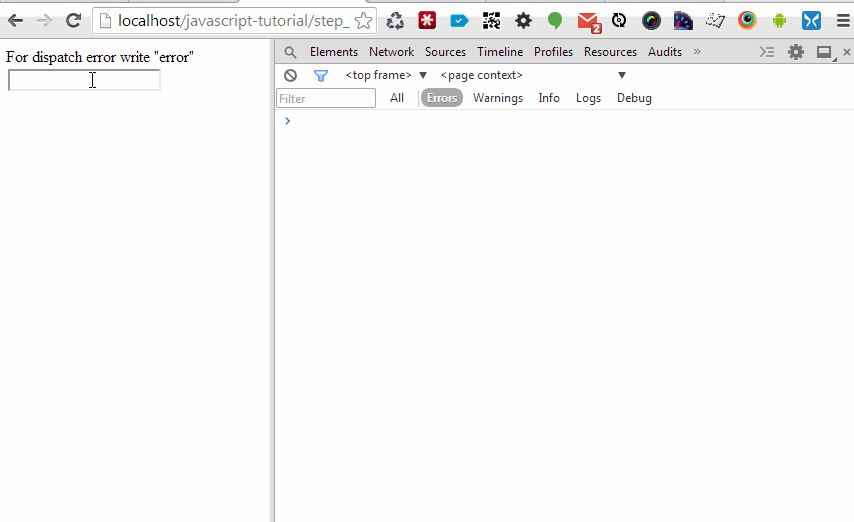 localhost/javascript-tutorial/step_
2
For dispatch error write "error"
Elements Network Sources Timeline Profiles Resources Audits »
<top frame> ▼ <page context> ▼
Filter All Errors Warnings Info Logs Debug